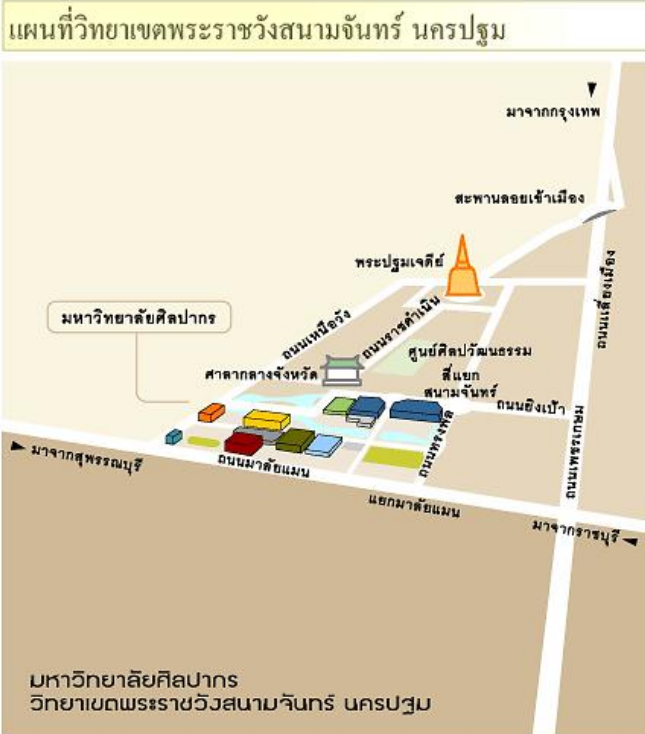 แผนที่วิทยาเขตพระราชวังสนามจันทร์ นครปฐม
มาจากกรุงเทพ
สะพานลอยเข้าเมือง
พระปฐมเจดีย์
ถนนเลี่ยงเมือง
มหาวิทยาลัยศิลปากร
ถนนเหนือวัง
ถนนราชดำเนิน
ศูนย์ศิลปวัฒนธรรม
ศาลากลางจังหวัด
สี่แยก
สนามจันทร์
ถนนยิงเป้า
ถนนทรงพล
ถนนเพชรเกษม
มาจากสุพรรณบุรี
ถนนมาลัยแมน
แยกมาลัยแมน
มาจากราชบุรี
มหาวิทยาลัยศิลปากร
วิทยาเขตพระราชวังสนามจันทร์ นครปฐม